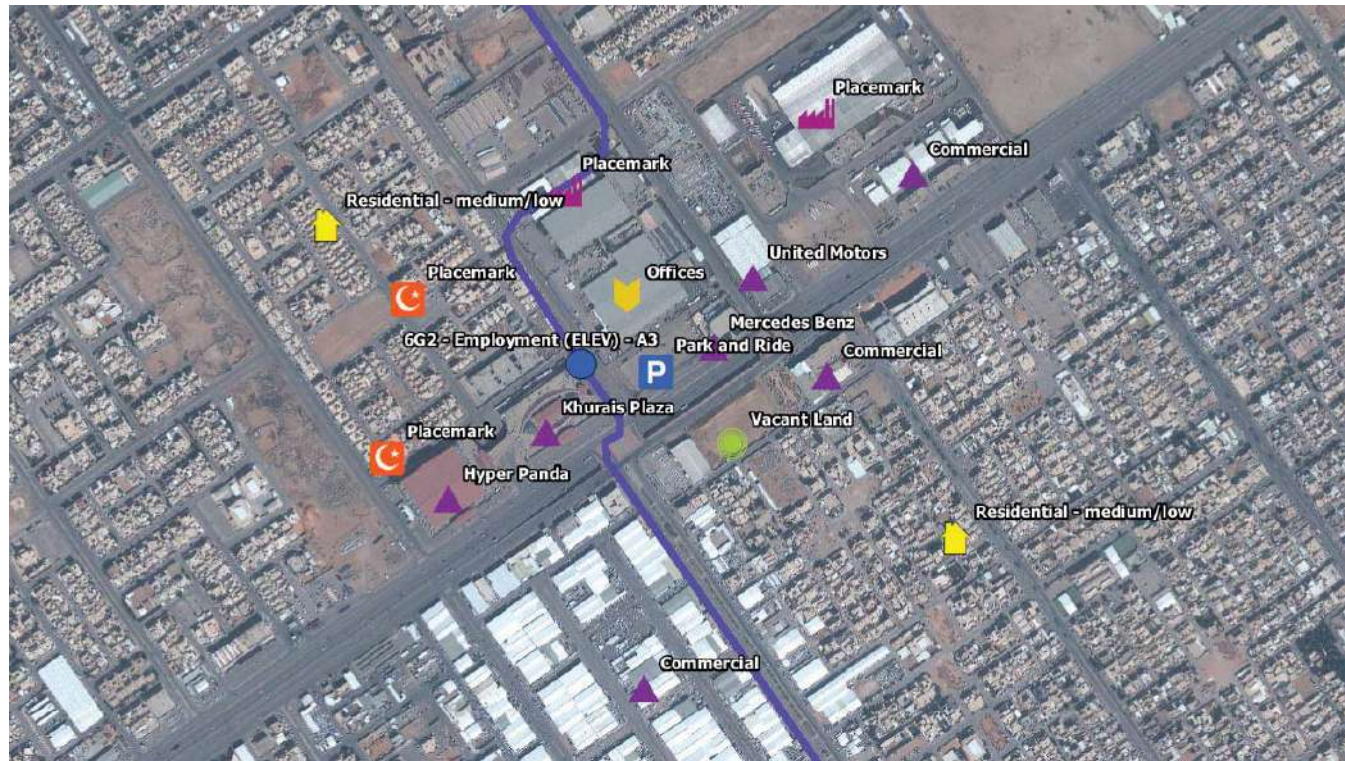 Placemark
Commercial
Placemark
Residential - medium/low
United Motors
Placemark
Offices
Mercedes Benz
6G2 - Employment (ELEV) - A3
Park and Ride
Commercial
P
Khurais Plaza
Vacant Land
Placemark
Hyper Panda
Residential - medium/low
Commercial